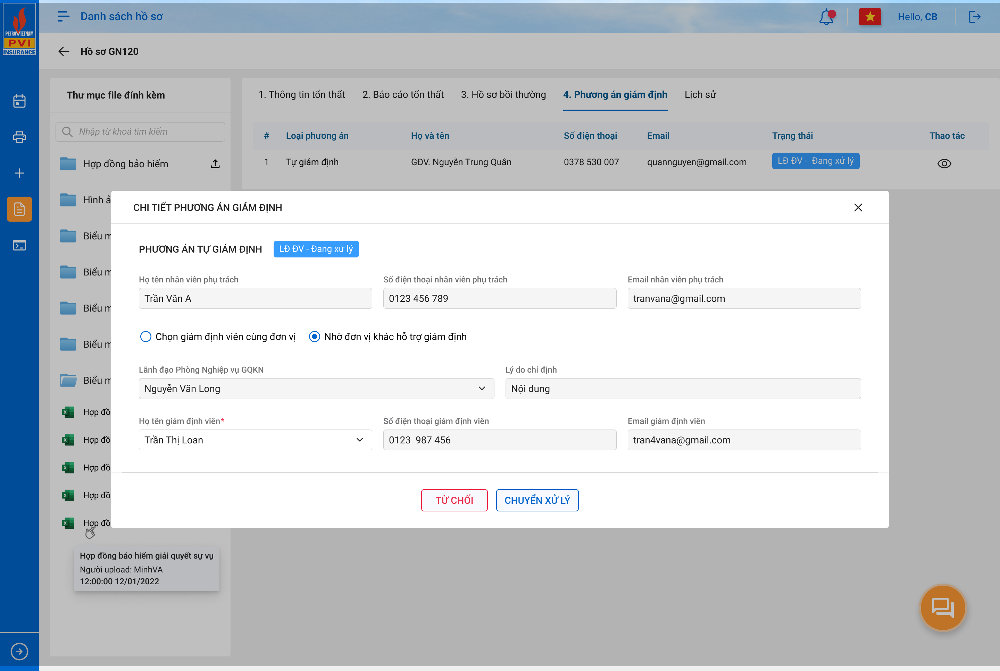 PETROVIETNAM
PVI
INSURANCE
Danh sách hồ sơ
Hello, CB
Hồ sơ GN120
Thư mục file đính kèm
Nhập từ khoá tìm kiếm
Hợp đồng bảo hiểm
Hình ả
Biểu m
Biểu m
Biểu m
Biểu m
Biểu m
Hợp đồ
Hợp đồ
Hợp đồ
Hợp đồ
Hợp đồ
Hợp đồng bảo hiểm giải quyết sự vụ
Người upload: MinhVA
12:00:00 12/01/2022
1. Thông tin tổn thất 2. Báo cáo tổn thất 3. Hồ sơ bồi thường 4. Phương án giám định Lịch sử
# Loại phương án Họ và tên Số điện thoại Email Trạng thái Thao tác
1 Tự giám định GĐV. Nguyễn Trung Quân 0378 530 007 quannguyen@gmail.com LĐ ĐV - Đang xử lý
CHI TIẾT PHƯƠNG ÁN GIÁM ĐỊNH
PHƯƠNG ÁN TỰ GIÁM ĐỊNH LĐ ĐV - Đang xử lý
Họ tên nhân viên phụ trách Số điện thoại nhân viên phụ trách Email nhân viên phụ trách
Trần Văn A 0123 456 789 tranvana@gmail.com
Chọn giám định viên cùng đơn vị Nhờ đơn vị khác hỗ trợ giám định
Lãnh đạo Phòng Nghiệp vụ GQKN Lý do chỉ định
Nguyễn Văn Long Nội dung
Họ tên giám định viên* Số điện thoại giám định viên Email giám định viên
Trần Thị Loan 0123 987 456 tran4vana@gmail.com
TỪ CHỐI CHUYỂN XỬ LÝ